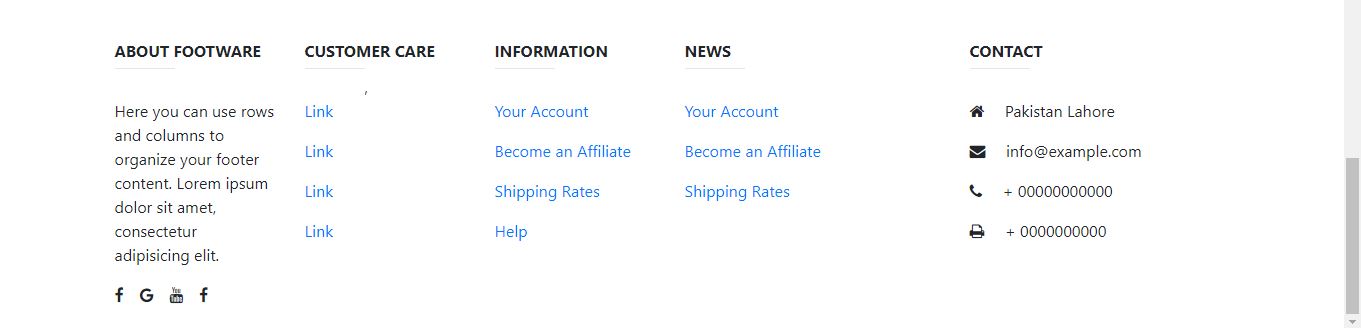 ABOUT FOOTWARE
Here you can use rows
and columns to
organize your footer
content. Lorem ipsum
dolor sit amet,
consectetur
adipisicing elit.
f G You Tube f
CUSTOMER CARE
,
Link
Link
Link
Link
INFORMATION
Your Account
Become an Affiliate
Shipping Rates
Help
NEWS
Your Account
Become an Affiliate
Shipping Rates
CONTACT
Pakistan Lahore
info@example.com
+ 00000000000
+ 0000000000